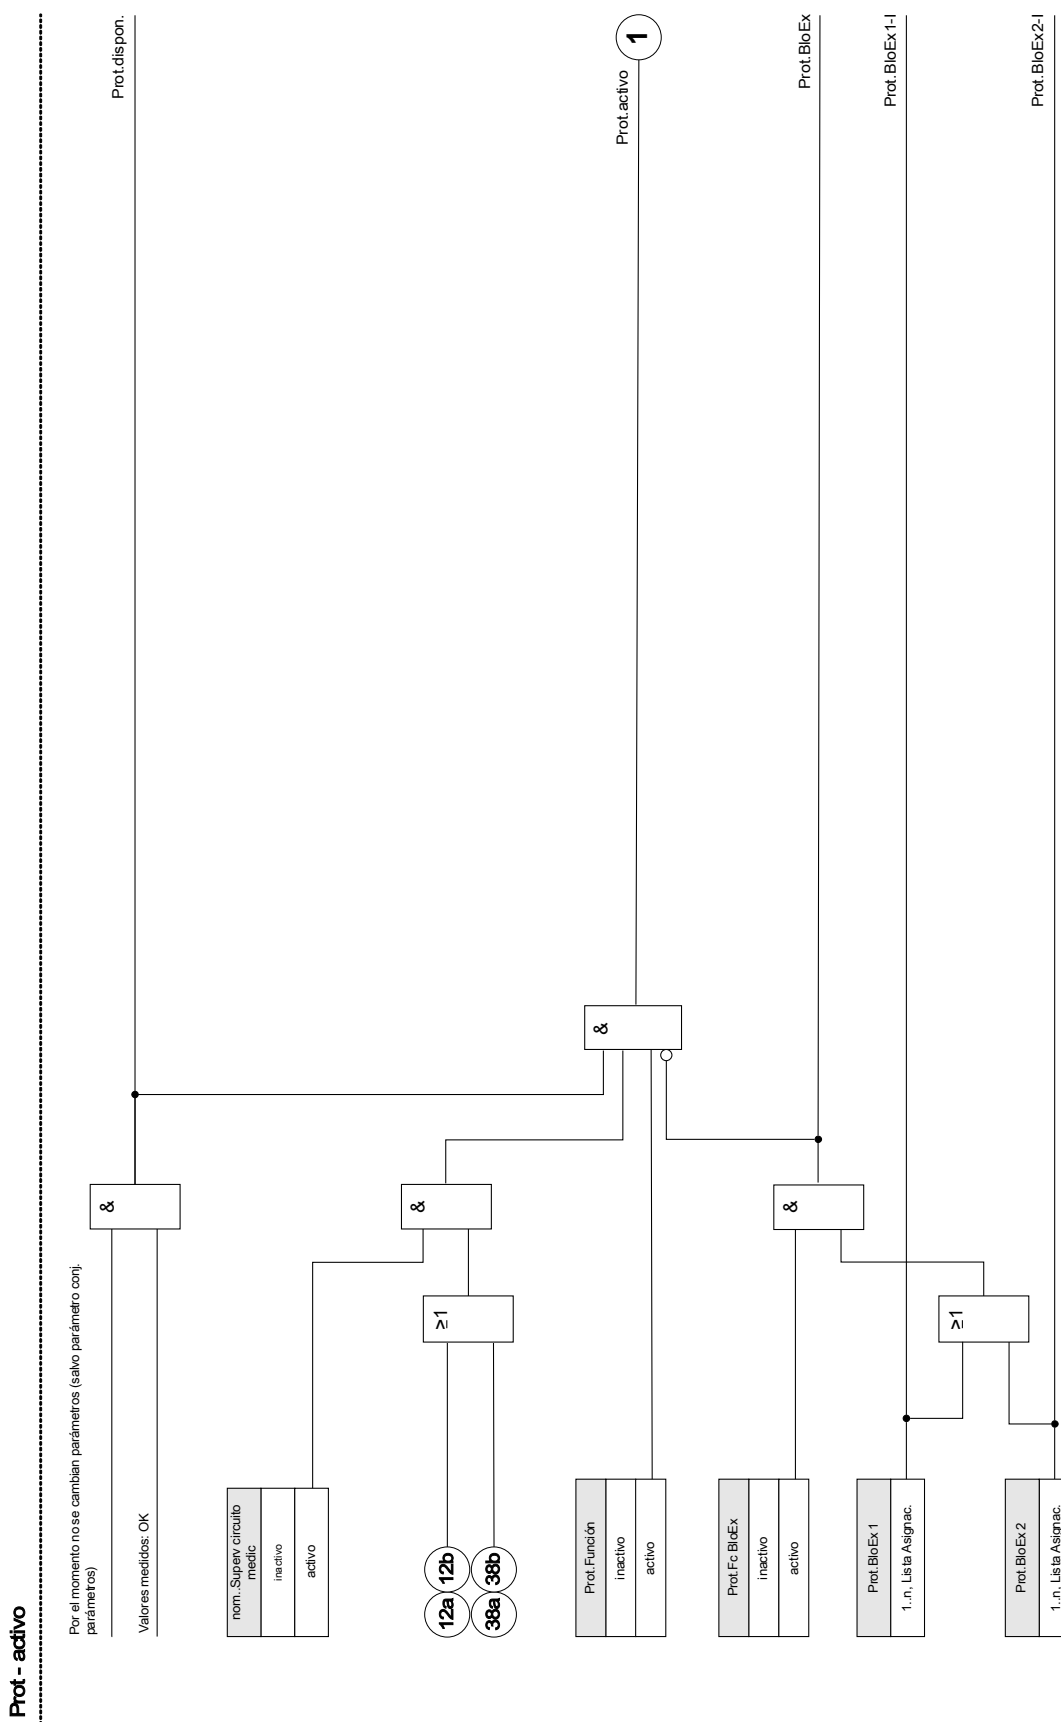 Prot - activo
Por el momento no se cambian parámetros (salvo parámetro conj.
parámetros)
Valores medidos: OK
&
Prot.dispon.
nom..Superv circuito
medic
inactivo
activo
&
12a 12b
38a 38b
≥1
Prot.Función
inactivo
activo
&
Prot.activo
1
Prot.Fc BloEx
inactivo
activo
&
Prot.BloEx
Prot.BloEx 1
1..n, Lista Asignac.
≥1
Prot.BloEx1-I
Prot.BloEx 2
1..n, Lista Asignac.
Prot.BloEx2-I